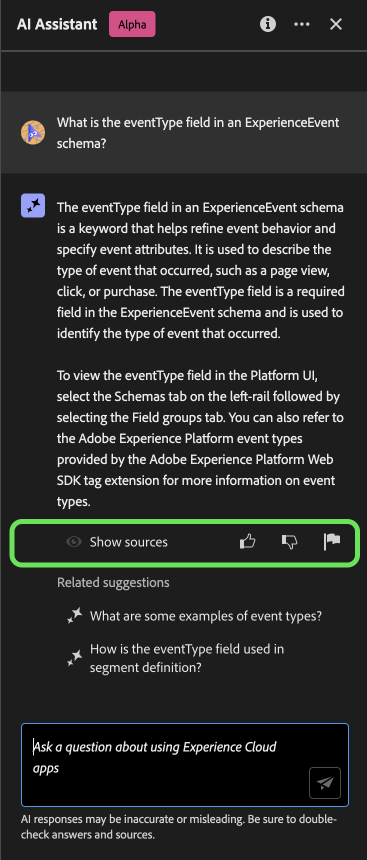 AI Assistant Alpha
What is the eventType field in an ExperienceEvent
schema?
The eventType field in an ExperienceEvent schema
is a keyword that helps refine event behavior and
specify event attributes. It is used to describe the
type of event that occurred, such as a page view,
click, or purchase. The eventType field is a required
field in the ExperienceEvent schema and is used to
identify the type of event that occurred.
To view the eventType field in the Platform UI,
select the Schemas tab on the left-rail followed by
selecting the Field groups tab. You can also refer to
the Adobe Experience Platform event types
provided by the Adobe Experience Platform Web
SDK tag extension for more information on event
types.
Show sources
Related suggestions
What are some examples of event types?
How is the eventType field used in
segment definition?
Ask a question about using Experience Cloud
apps
AI responses may be inaccurate or misleading. Be sure to double-
check answers and sources.